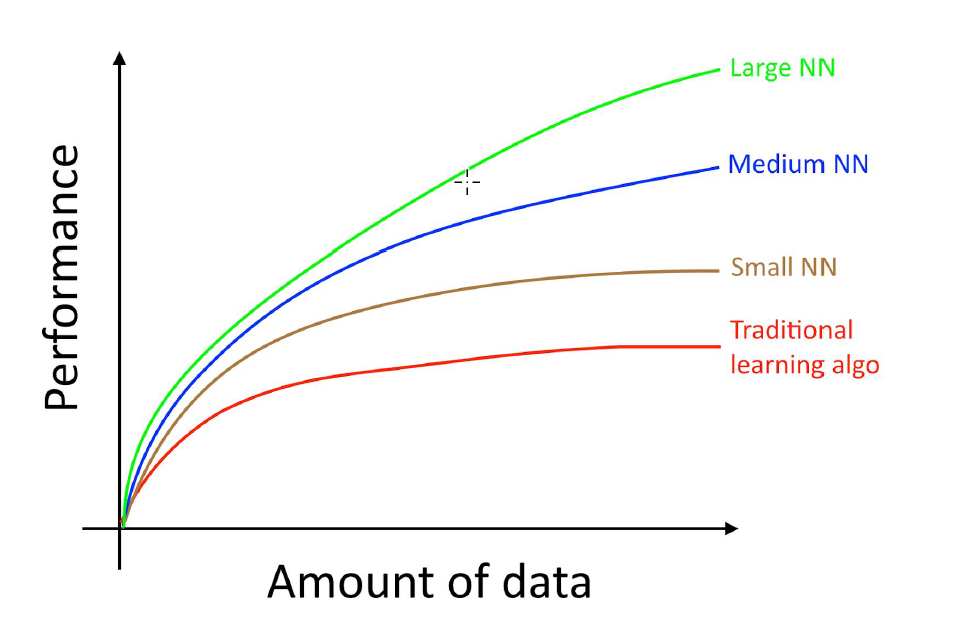 Large NN
Medium NN
Small NN
Traditional
learning algo
Performance
Amount of data